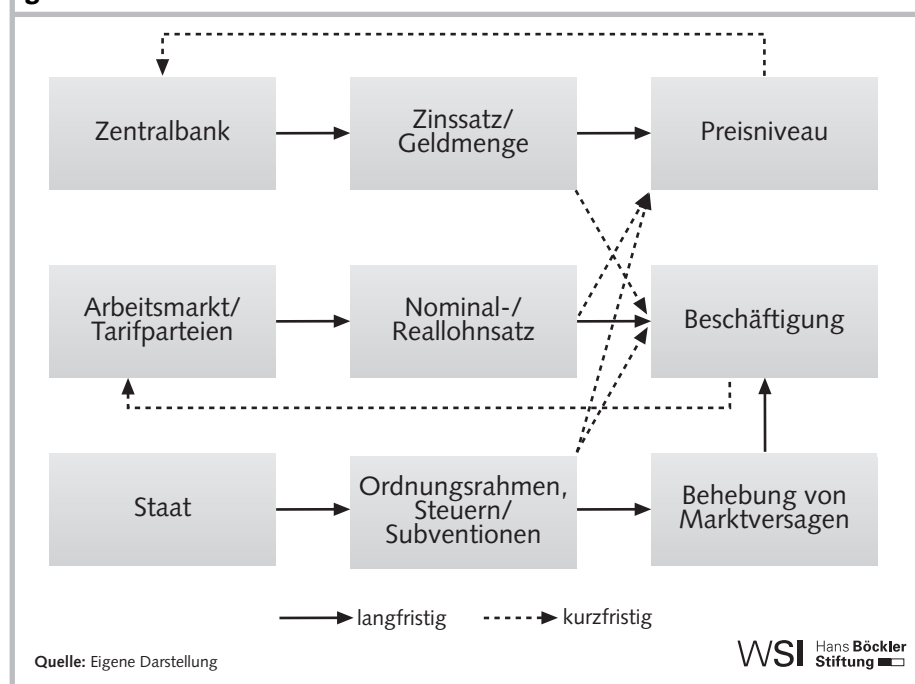 Zentralbank
Zinssatz/
Geldmenge
Preisniveau
Arbeitsmarkt/
Tarifparteien
Nominal-/
Reallohnsatz
Beschäftigung
Staat
Ordnungsrahmen,
Steuern/
Subventionen
Behebung von
Marktversagen
langfristig
kurzfristig
Quelle: Eigene Darstellung
WSI
Hans Böckler
Stiftung